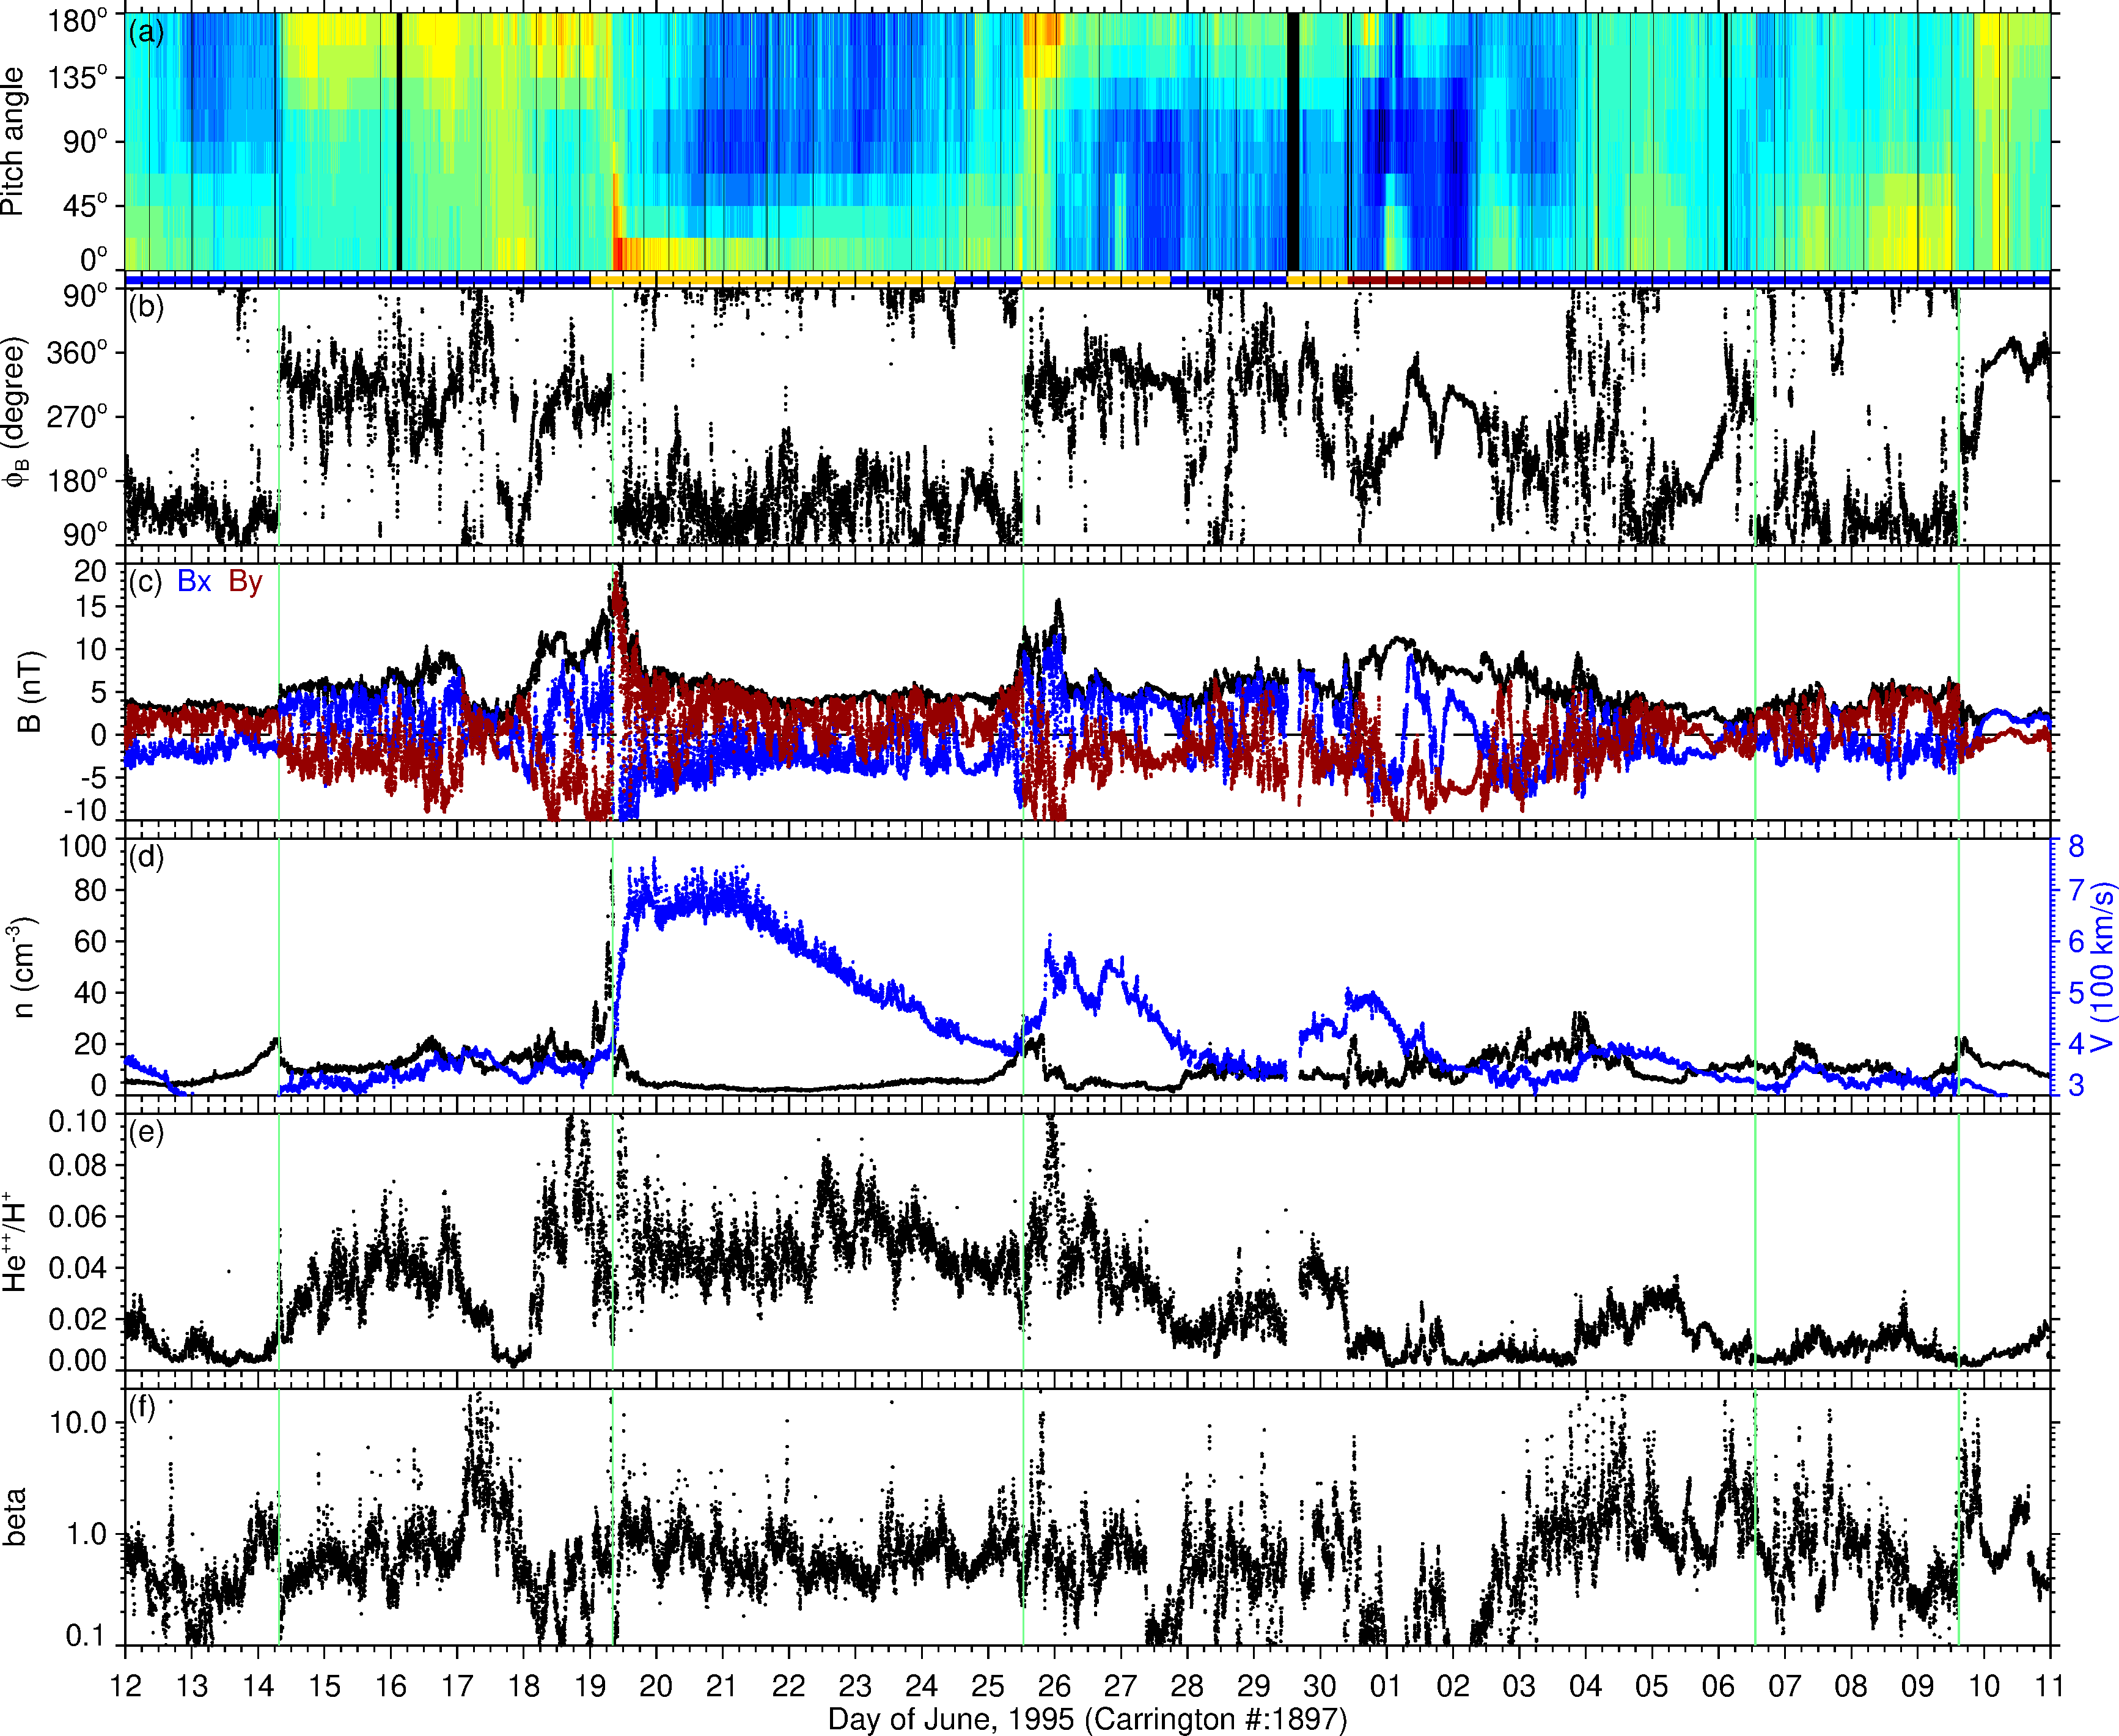 (a)
180°
135°
90°
45°
0°
Pitch angle
(b)
90°
360°
270°
180°
90°
ϕB (degree)
(c) Bx By
20
15
10
5
0
-5
-10
B (nT)
(d)
100
80
60
40
20
0
n (cm-3)
8
7
6
5
4
3
V (100 km/s)
(e)
0.10
0.08
0.06
0.04
0.02
0.00
He++/H+
(f)
10.0
1.0
0.1
beta
12 13 14 15 16 17 18 19 20 21 22 23 24 25 26 27 28 29 30 01 02 03 04 05 06 07 08 09 10 11
Day of June, 1995 (Carrington #:1897)